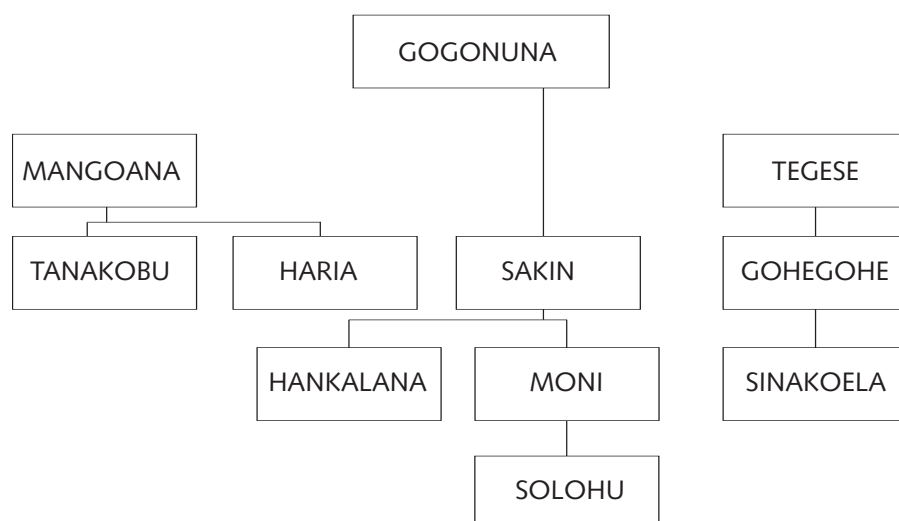 GOGONUNA
MANGOANA
TEGESE
TANAKOBU
HARIA
SAKIN
GOHEGOHE
HANKALANA
MONI
SINAKOELA
SOLOHU